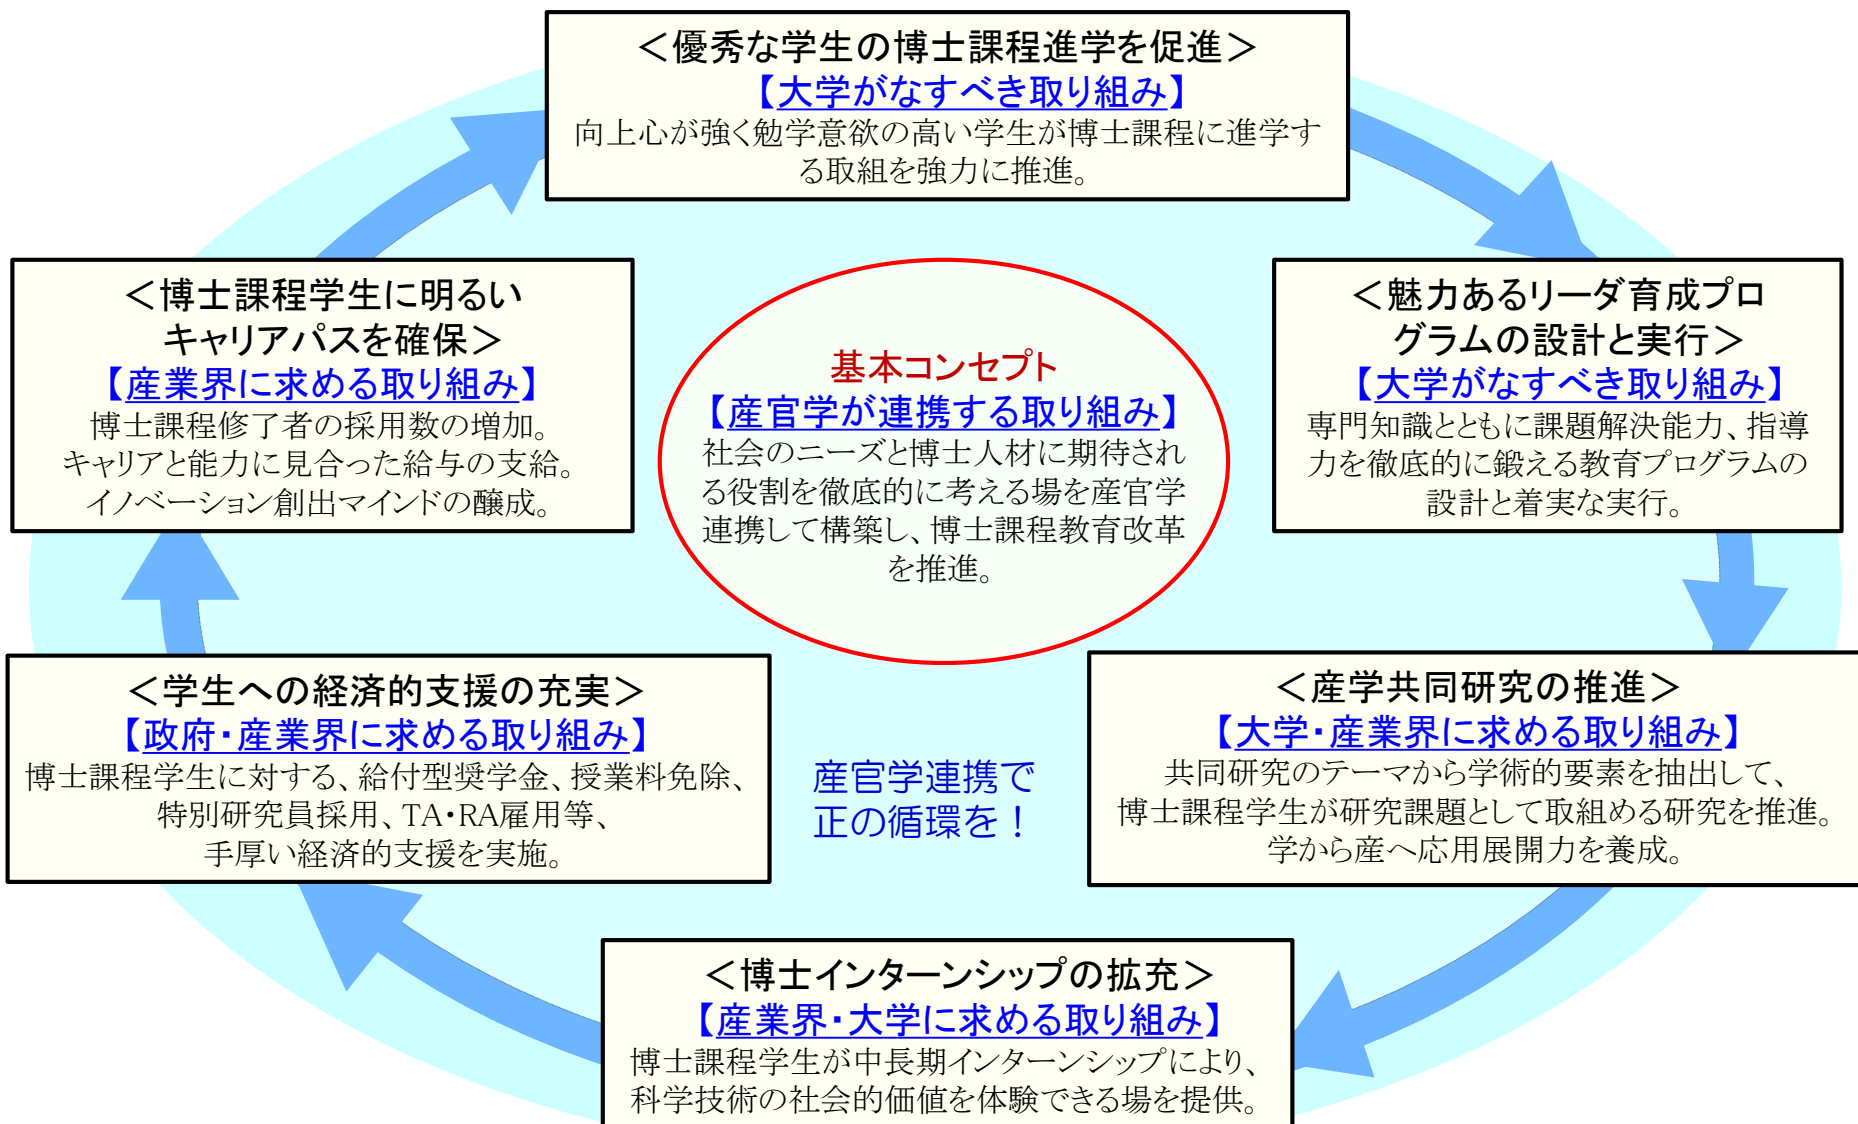 ＜優秀な学生の博士課程進学を促進＞
【大学がなすべき取り組み】
向上心が強く勉学意欲の高い学生が博士課程に進学す
る取組を強力に推進。
＜博士課程学生に明るい
キャリアパスを確保＞
【産業界に求める取り組み】
博士課程修了者の採用数の増加。
キャリアと能力に見合った給与の支給。
イノベーション創出マインドの醸成。
基本コンセプト
【産官学が連携する取り組み】
社会のニーズと博士人材に期待され
る役割を徹底的に考える場を産官学
連携して構築し、博士課程教育改革
を推進。
＜魅力あるリーダ育成プロ
グラムの設計と実行＞
【大学がなすべき取り組み】
専門知識とともに課題解決能力、指導
力を徹底的に鍛える教育プログラムの
設計と着実な実行。
＜学生への経済的支援の充実＞
【政府・産業界に求める取り組み】
博士課程学生に対する、給付型奨学金、授業料免除、
特別研究員採用、TA・RA雇用等、
手厚い経済的支援を実施。
産官学連携で
正の循環を！
＜産学共同研究の推進＞
【大学・産業界に求める取り組み】
共同研究のテーマから学術的要素を抽出して、
博士課程学生が研究課題として取組める研究を推進。
学から産へ応用展開力を養成。
＜博士インターンシップの拡充＞
【産業界・大学に求める取り組み】
博士課程学生が中長期インターンシップにより、
科学技術の社会的価値を体験できる場を提供。